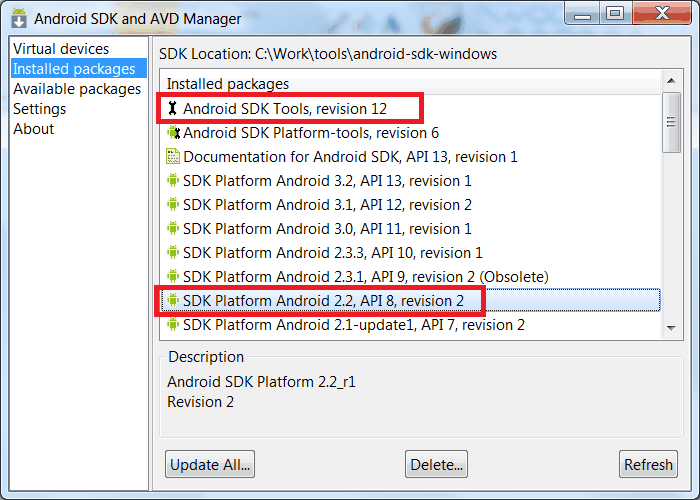 Android SDK and AVD Manager
Virtual devices
Installed packages
Available packages
Settings
About
SDK Location: C:\Work\tools\android-sdk-windows
Installed packages
Android SDK Tools, revision 12
Android SDK Platform-tools, revision 6
Documentation for Android SDK, API 13, revision 1
SDK Platform Android 3.2, API 13, revision 1
SDK Platform Android 3.1, API 12, revision 2
SDK Platform Android 3.0, API 11, revision 1
SDK Platform Android 2.3.3, API 10, revision 1
SDK Platform Android 2.3.1, API 9, revision 2 (Obsolete)
SDK Platform Android 2.2, API 8, revision 2
SDK Platform Android 2.1-update1, API 7, revision 2
Description
Android SDK Platform 2.2_r1
Revision 2
Update All...
Delete...
Refresh